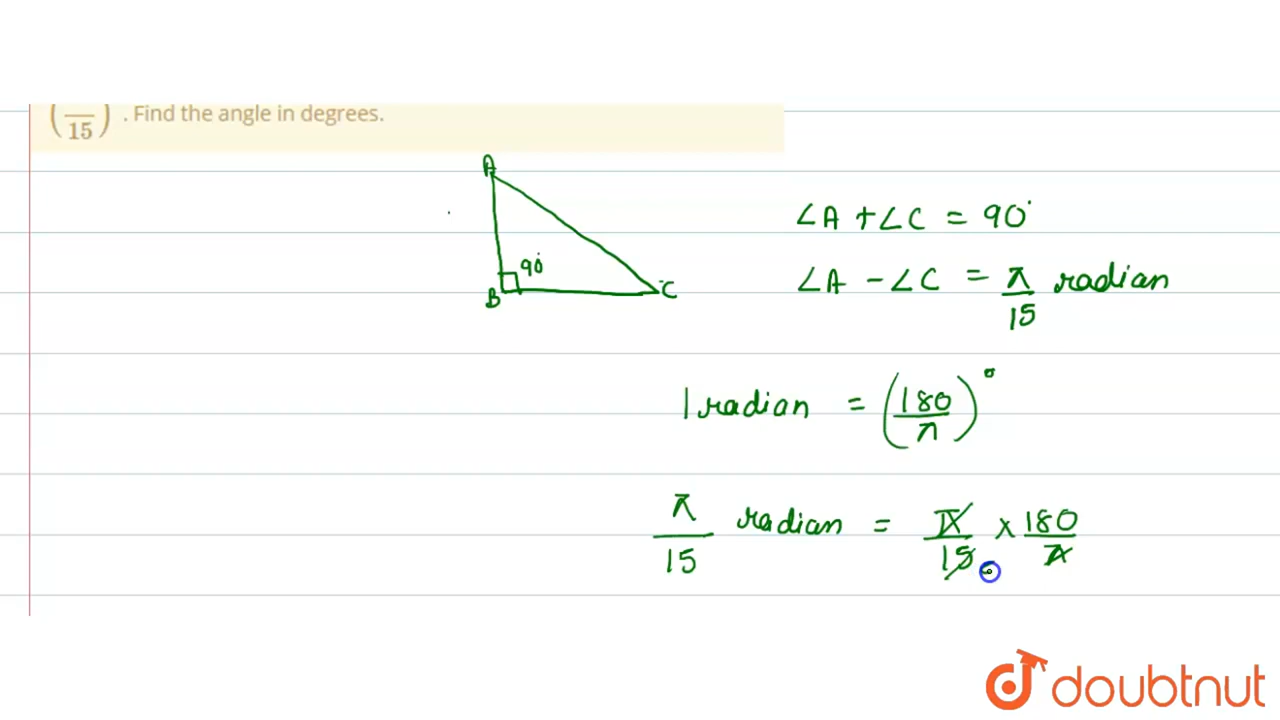 (— / 15) . Find the angle in degrees.
A
90°
B
C
∠A + ∠C = 90°
∠A - ∠C = π/15 radian
1 radian = (180/π)°
π/15 radian = π/15 × 180/π
doubtnut